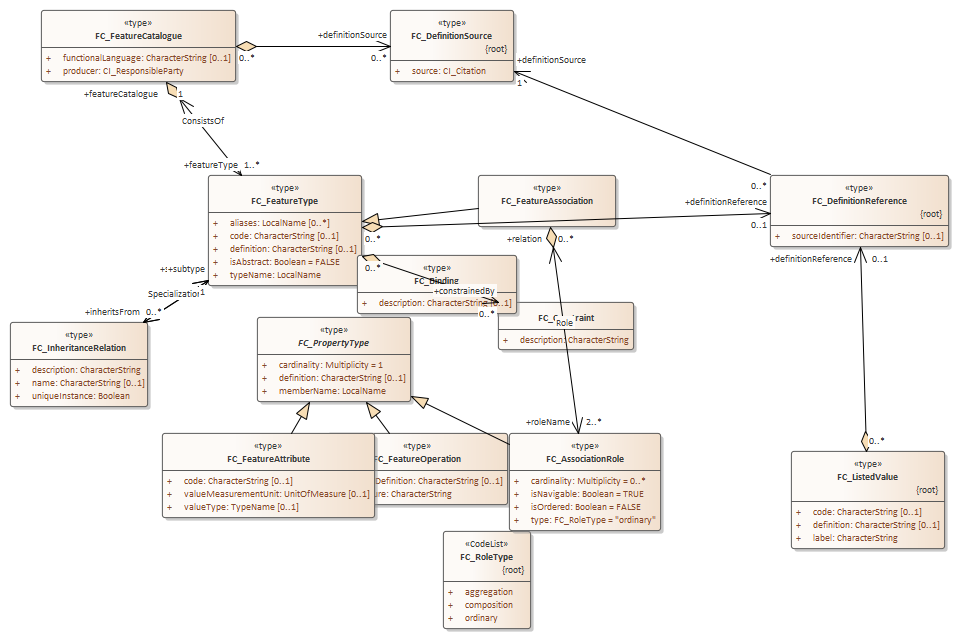 «type»
FC_FeatureCatalogue
+ functionalLanguage: CharacterString [0..1]
+ producer: CI_ResponsibleParty
+definitionSource
0..*
0..*
«type»
FC_DefinitionSource
{root}
+ source: CI_Citation
+definitionSource
1
+featureCatalogue
1
ConsistsOf
+featureType 1..*
«type»
FC_FeatureType
+ aliases: LocalName [0..*]
+ code: CharacterString [0..1]
+ definition: CharacterString [0..1]
+ isAbstract: Boolean = FALSE
+ typeName: LocalName
«type»
FC_FeatureAssociation
0..*
+definitionReference
0..1
«type»
FC_DefinitionReference
{root}
+ sourceIdentifier: CharacterString [0..1]
0..*
+relation 0..*
+definitionReference 0..1
0..*
«type»
FC_Binding
+ description: CharacterString [0..1]
+constrainedBy
0..*
+!+subtype
Specialization
1
+inheritsFrom 0..*
«type»
FC_InheritanceRelation
+ description: CharacterString
+ name: CharacterString [0..1]
+ uniqueInstance: Boolean
Role
+ description: CharacterString
«type»
FC_PropertyType
+ cardinality: Multiplicity = 1
+ definition: CharacterString [0..1]
+ memberName: LocalName
+roleName 2..*
«type»
FC_FeatureAttribute
+ code: CharacterString [0..1]
+ valueMeasurementUnit: UnitOfMeasure [0..1]
+ valueType: TypeName [0..1]
«type»
FC_FeatureOperation
Definition: CharacterString [0..1]
ure: CharacterString
«type»
FC_AssociationRole
+ cardinality: Multiplicity = 0..*
+ isNavigable: Boolean = TRUE
+ isOrdered: Boolean = FALSE
+ type: FC_RoleType = "ordinary"
0..*
«type»
FC_ListedValue
{root}
+ code: CharacterString [0..1]
+ definition: CharacterString [0..1]
+ label: CharacterString
«CodeList»
FC_RoleType
{root}
+ aggregation
+ composition
+ ordinary